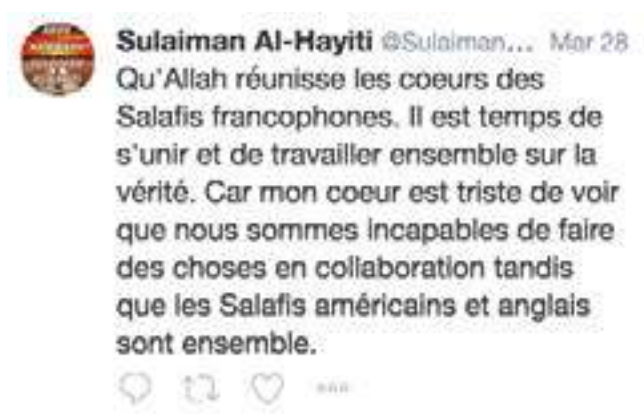 Sulaiman Al-Hayiti @Sulaiman... Mar 28
Qu'Allah réunisse les coeurs des
Salafis francophones. Il est temps de
s'unir et de travailler ensemble sur la
vérité. Car mon coeur est triste de voir
que nous sommes incapables de faire
des choses en collaboration tandis
que les Salafis américains et anglais
sont ensemble.